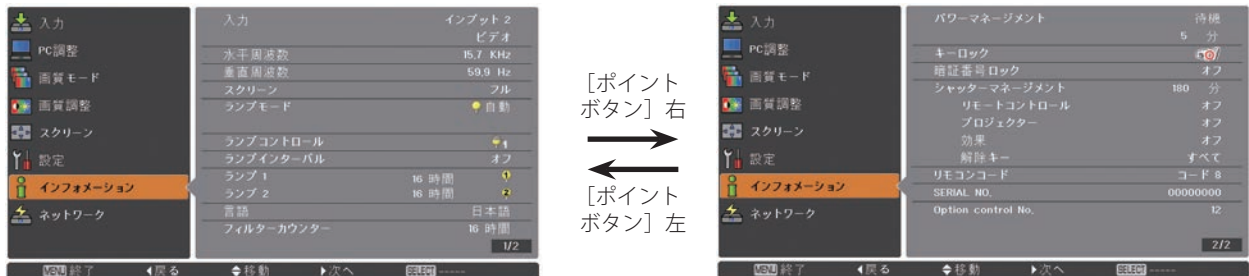 入力
PC調整
画質モード
画質調整
スクリーン
設定
インフォメーション
ネットワーク
入力 インプット 2
ビデオ
水平周波数 15,7 KHz
垂直周波数 59,9 Hz
スクリーン フル
ランプモード 自動
ランプコントロール 1
ランプインターバル オフ
ランプ 1 16 時間 1
ランプ 2 16 時間 2
言語 日本語
フィルターカウンター 16 時間
1/2
MENU 終了 戻る 移動 次へ SELECT -----
[ポイント
ボタン］右
[ポイント
ボタン］左
入力
PC調整
画質モード
画質調整
スクリーン
設定
インフォメーション
ネットワーク
パワーマネージメント 待機
5 分
キーロック
暗証番号ロック オフ
シャッターマネージメント 180 分
リモートコントロール オフ
プロジェクター オフ
効果 オフ
解除キー すべて
リモコンコード コード 8
SERIAL NO. 00000000
Option control No. 12
2/2
MENU 終了 戻る 移動 次へ SELECT -----